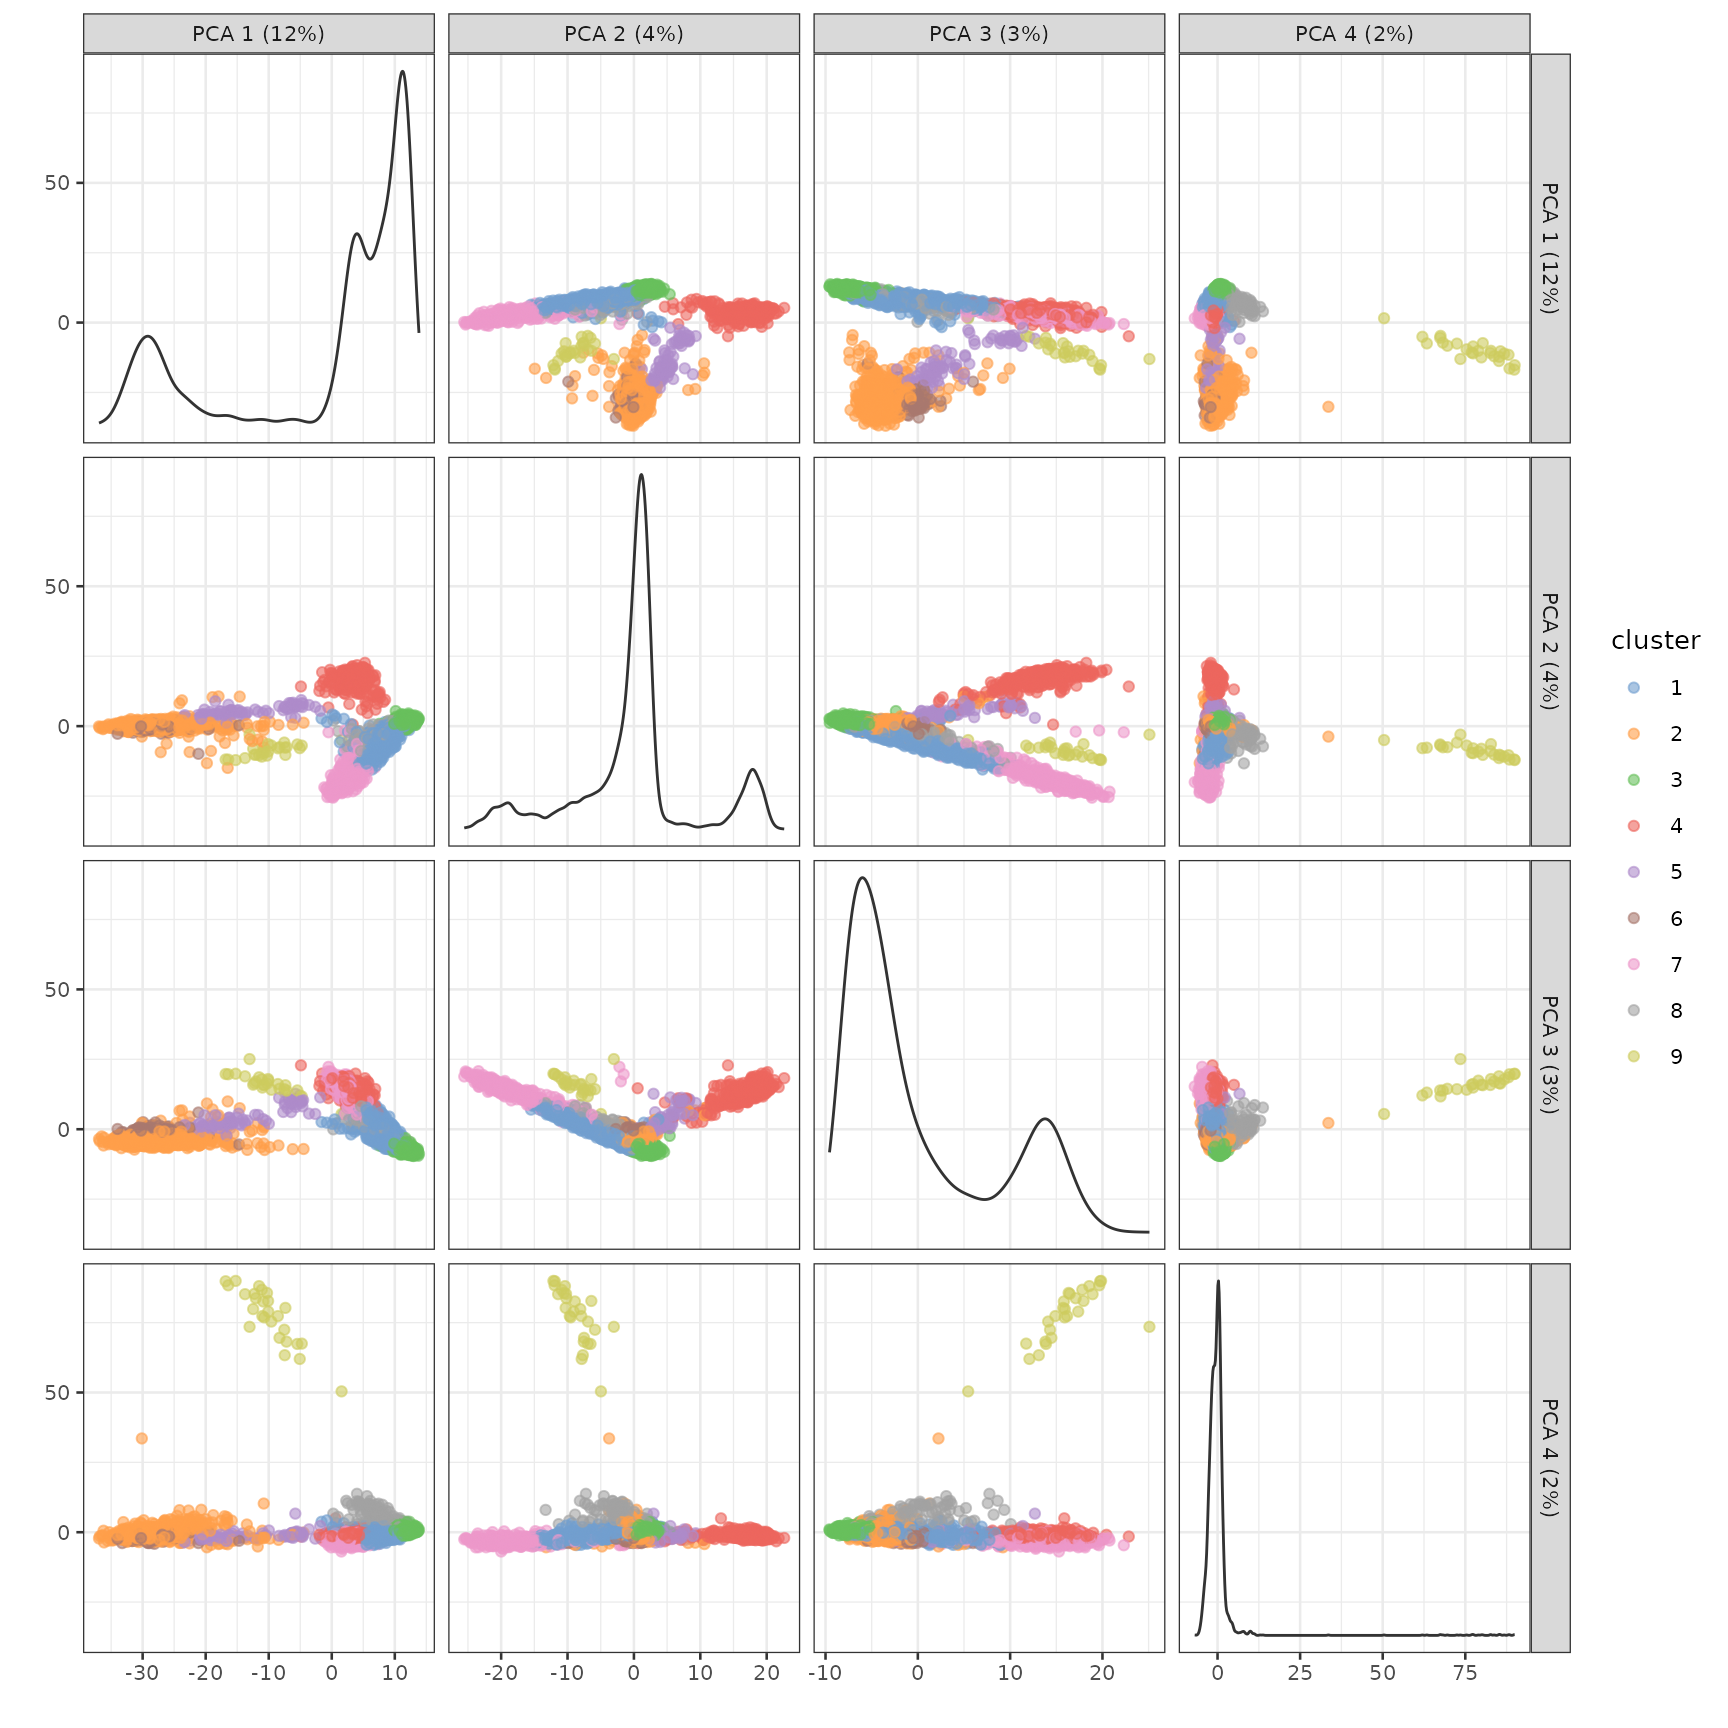 PCA 1 (12%) PCA 2 (4%) PCA 3 (3%) PCA 4 (2%)
50
0
PCA 1 (12%)
50
0
PCA 2 (4%)
50
0
PCA 3 (3%)
50
0
PCA 4 (2%)
-30 -20 -10 0 10 -20 -10 0 10 20 -10 0 10 20 0 25 50 75
cluster
1
2
3
4
5
6
7
8
9